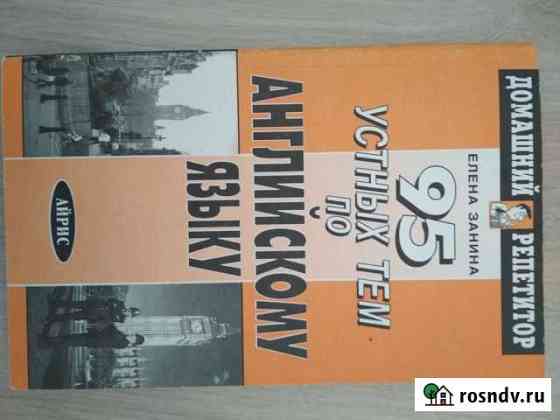 ДОМАШНИЙ РЕПЕТИТОР
ЕЛЕНА ЗАНИНА
95
УСТНЫХ ТЕМ
ПО
АНГЛИЙСКОМУ
ЯЗЫКУ
АЙРИС
rosndv.ru